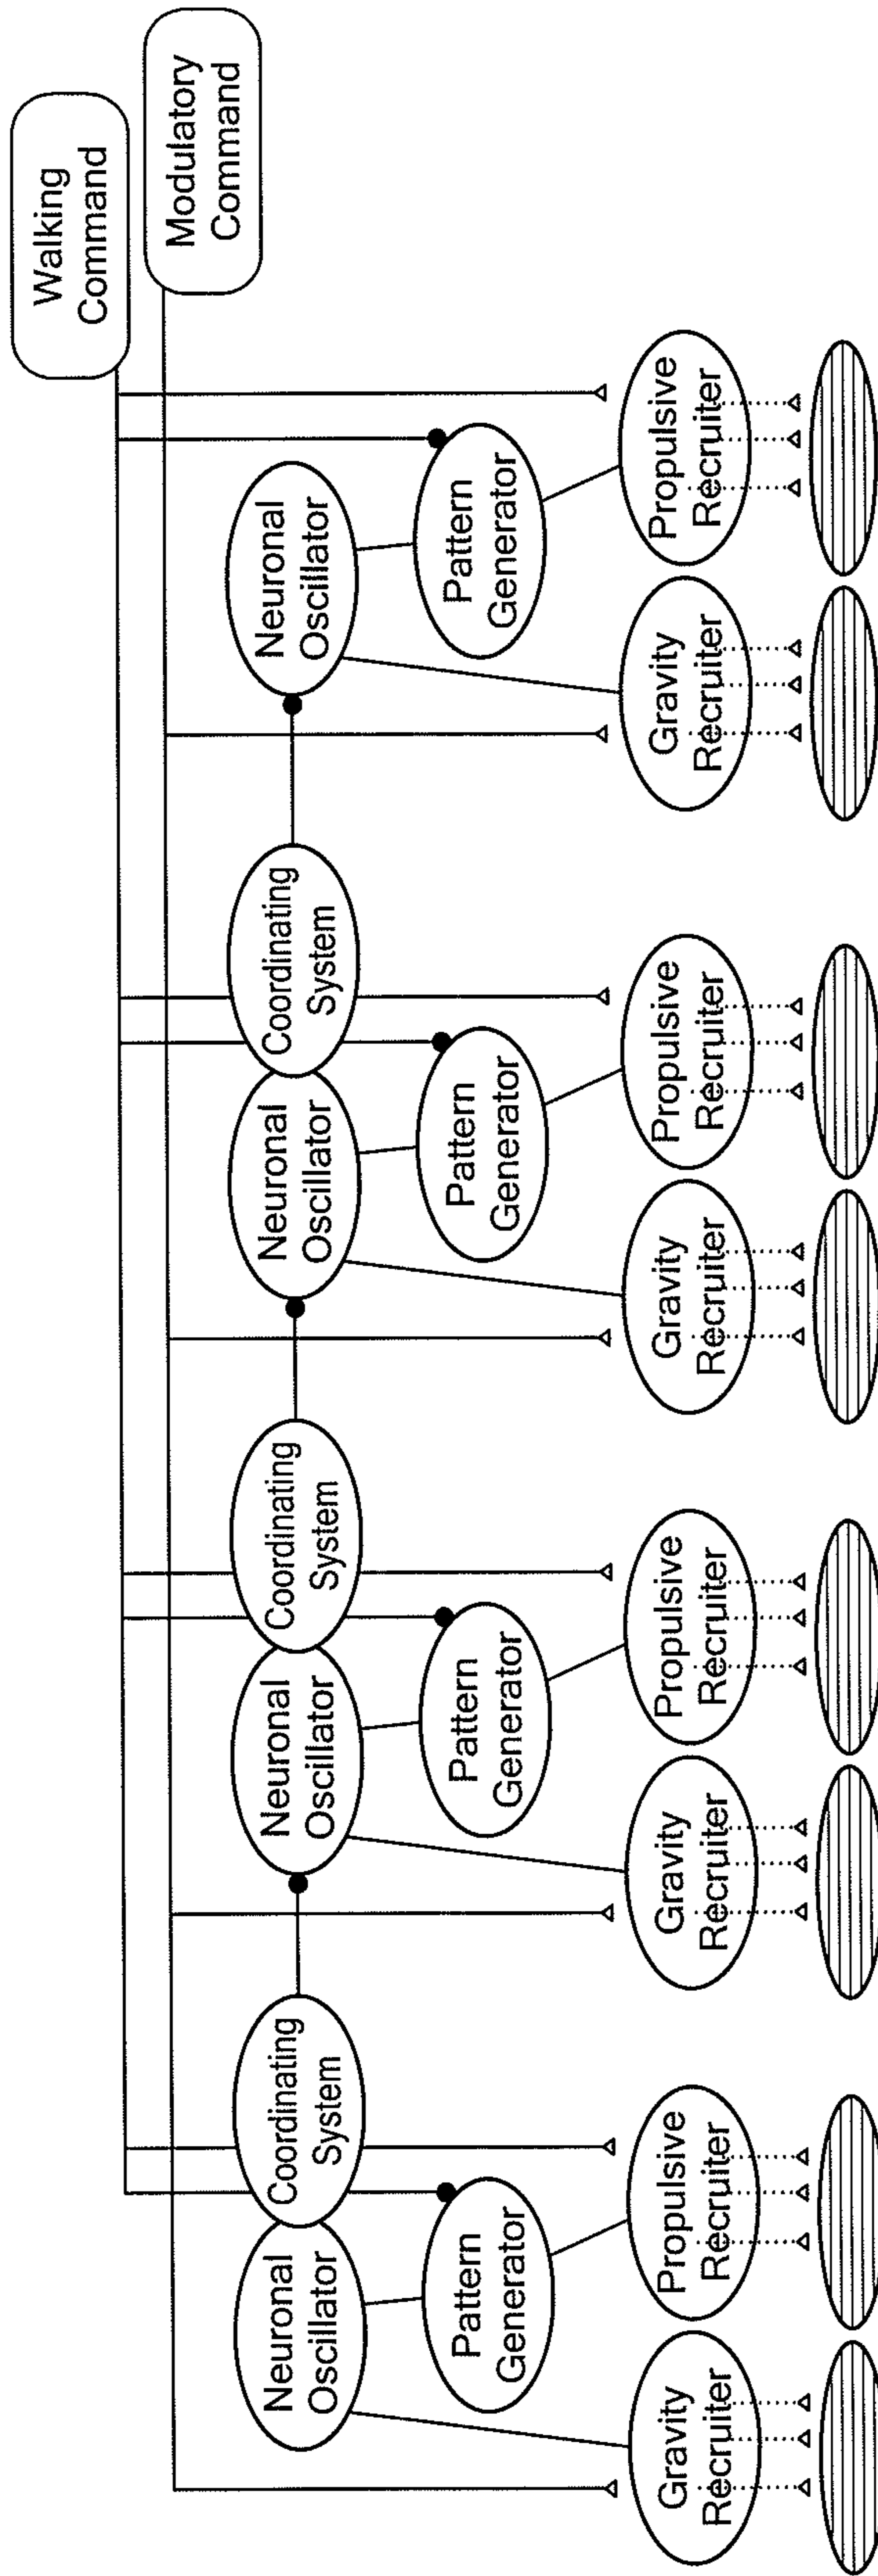 Walking
Command
Modulatory
Command
Neuronal
Oscillator
Coordinating
System
Neuronal
Oscillator
Coordinating
System
Neuronal
Oscillator
Coordinating
System
Neuronal
Oscillator
Pattern
Generator
Pattern
Generator
Pattern
Generator
Pattern
Generator
Gravity
Recruiter
Propulsive
Recruiter
Gravity
Recruiter
Propulsive
Recruiter
Gravity
Recruiter
Propulsive
Recruiter
Gravity
Recruiter
Propulsive
Recruiter